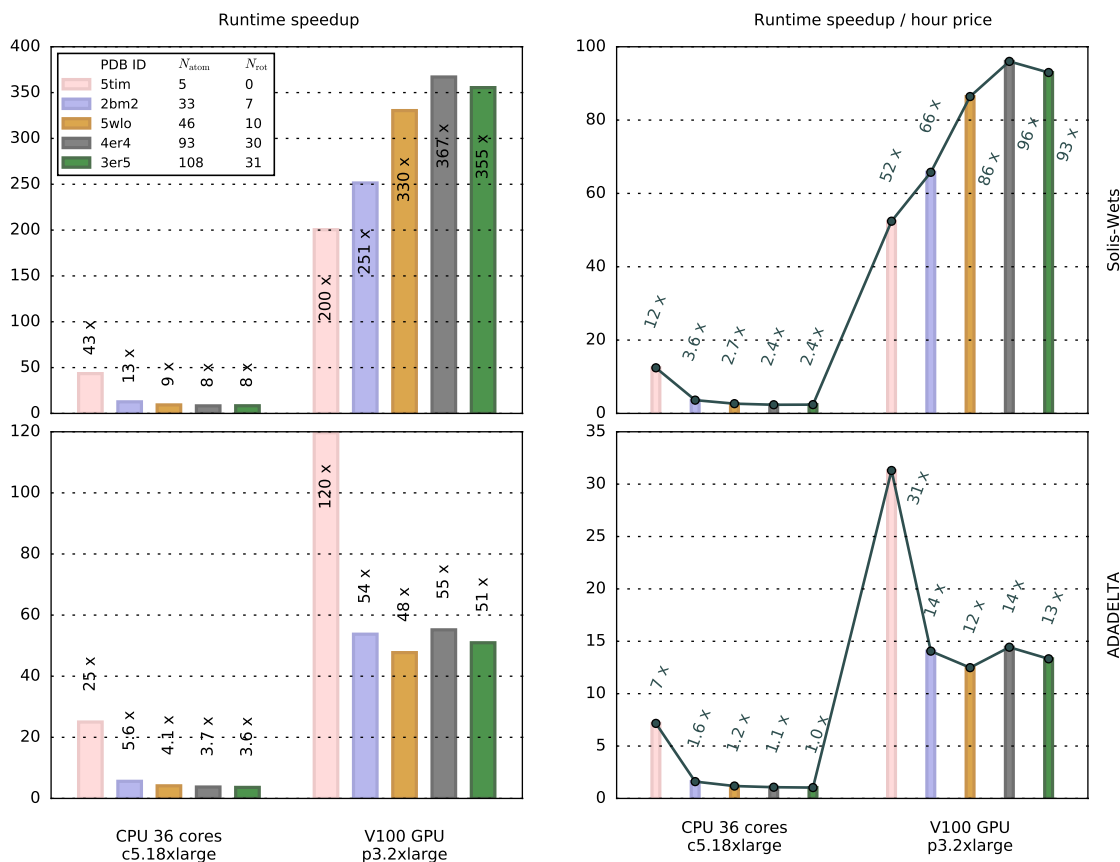 Runtime speedup
Runtime speedup / hour price
400
350
300
250
200
150
100
50
0
PDB ID N_atom N_rot
5tim 5 0
2bm2 33 7
5wlo 46 10
4er4 93 30
3er5 108 31
43 x
13 x
9 x
8 x
8 x
200 x
251 x
330 x
367 x
355 x
100
80
60
40
20
0
12 x
3.6 x
2.7 x
2.4 x
2.4 x
52 x
66 x
86 x
96 x
93 x
Solis-Wets
120
100
80
60
40
20
0
25 x
5.6 x
4.1 x
3.7 x
3.6 x
120 x
54 x
48 x
55 x
51 x
35
30
25
20
15
10
5
0
7 x
1.6 x
1.2 x
1.1 x
1.0 x
31 x
14 x
12 x
14 x
13 x
ADADELTA
CPU 36 cores
c5.18xlarge
V100 GPU
p3.2xlarge
CPU 36 cores
c5.18xlarge
V100 GPU
p3.2xlarge